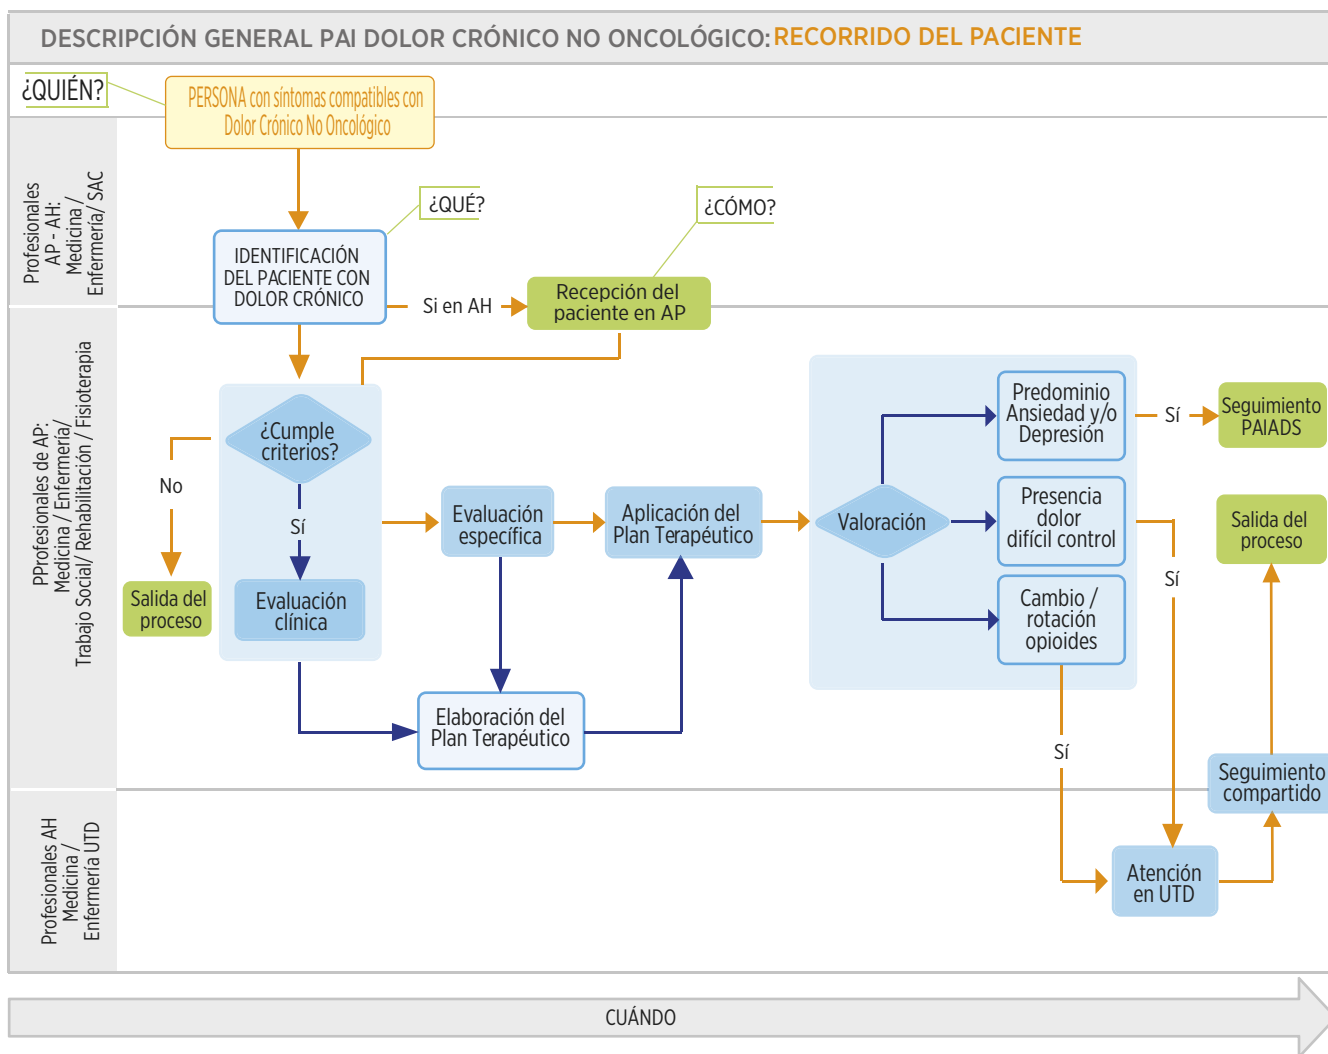 DESCRIPCIÓN GENERAL PAI DOLOR CRÓNICO NO ONCOLÓGICO: RECORRIDO DEL PACIENTE
¿QUIÉN?
PERSONA con síntomas compatibles con
Dolor Crónico No Oncológico
Profesionales
AP - AH:
Medicina /
Enfermería/ SAC
¿QUÉ?
¿CÓMO?
IDENTIFICACIÓN
DEL PACIENTE CON
DOLOR CRÓNICO
Si en AH
Recepción del
paciente en AP
PProfesionales de AP:
Medicina / Enfermería/
Trabajo Social/ Rehabilitación / Fisioterapia
¿Cumple
criterios?
No
Sí
Salida del
proceso
Evaluación
clínica
Evaluación
específica
Elaboración del
Plan Terapéutico
Aplicación del
Plan Terapéutico
Valoración
Predominio
Ansiedad y/o
Depresión
Sí
Seguimiento
PAIADS
Presencia
dolor
difícil control
Sí
Cambio /
rotación
opioides
Sí
Salida del
proceso
Seguimiento
compartido
Profesionales AH
Medicina /
Enfermería UTD
Atención
en UTD
CUÁNDO